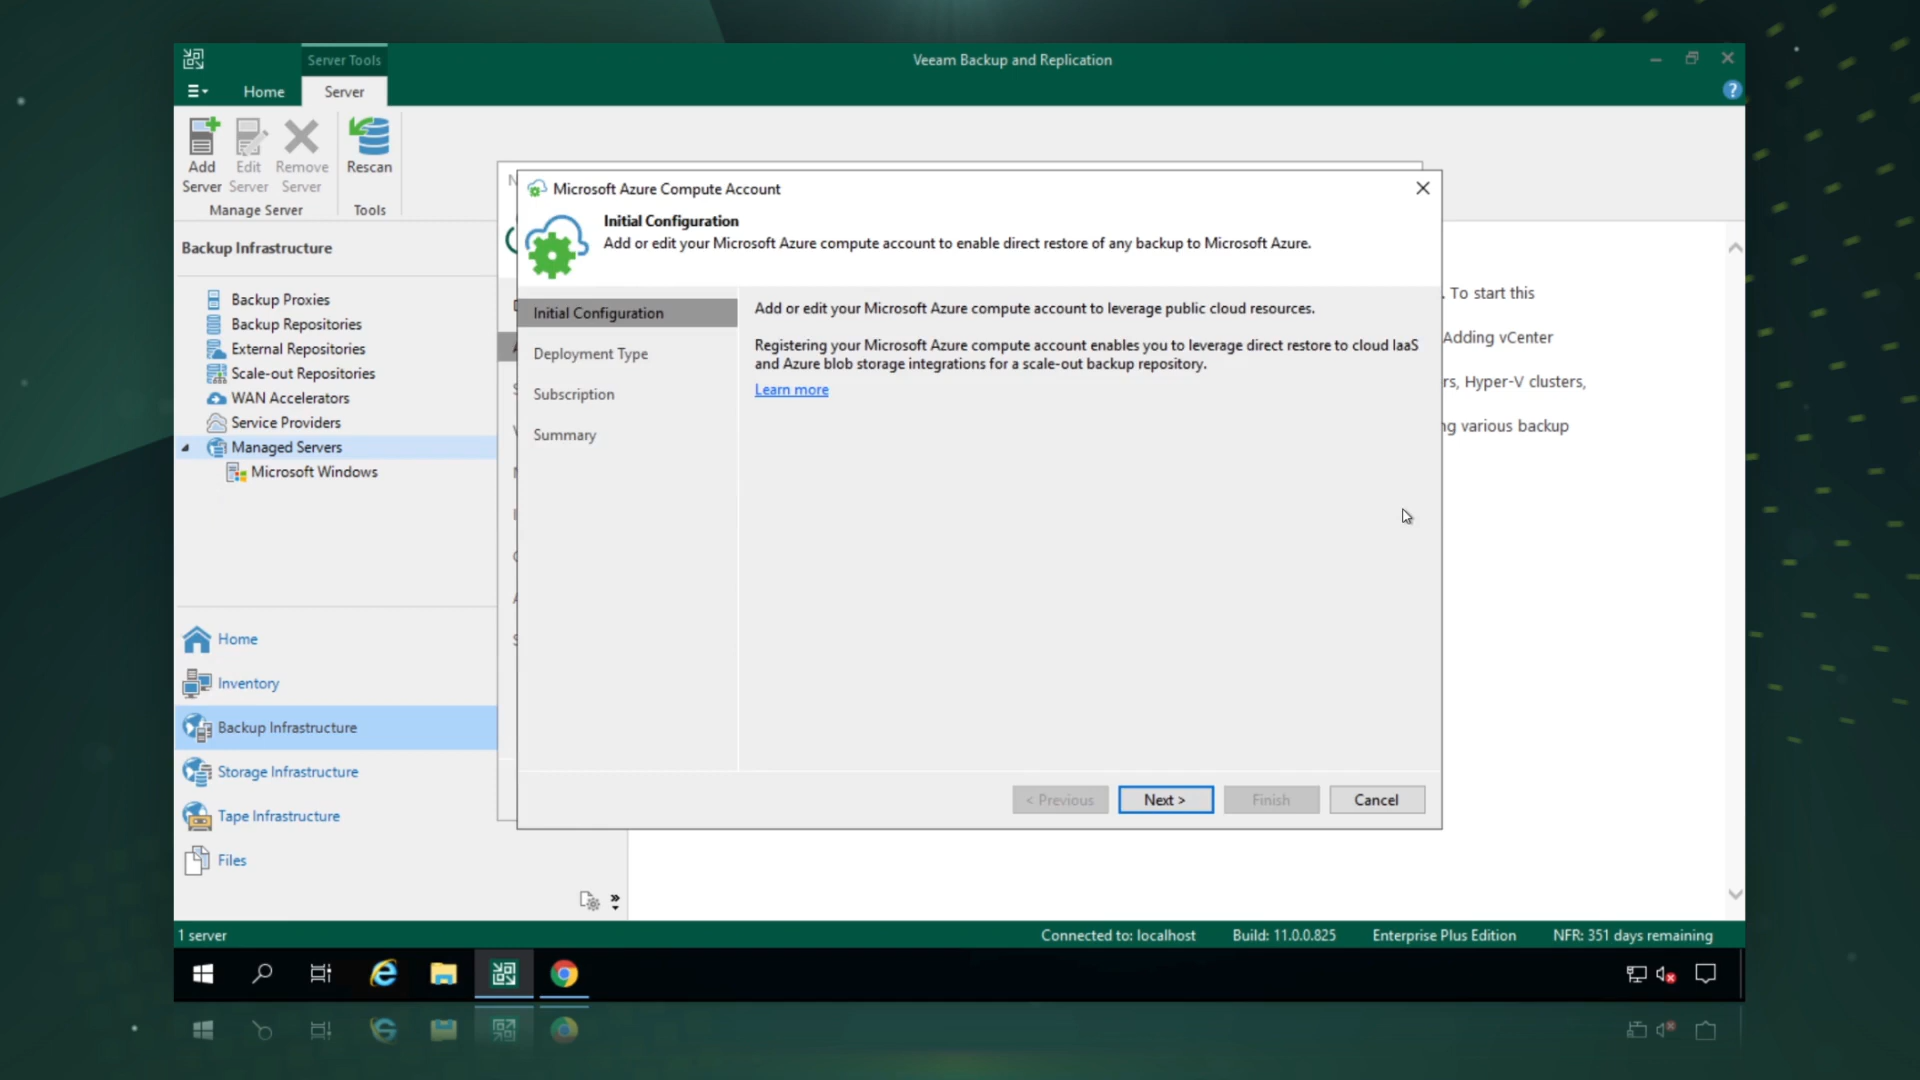 Server Tools
Veeam Backup and Replication
Home
Server
?
Add Server
Edit Server
Remove Server
Rescan
Manage Server
Tools
Backup Infrastructure
Backup Proxies
Backup Repositories
External Repositories
Scale-out Repositories
WAN Accelerators
Service Providers
Managed Servers
Microsoft Windows
Home
Inventory
Backup Infrastructure
Storage Infrastructure
Tape Infrastructure
Files
Microsoft Azure Compute Account
Initial Configuration
Add or edit your Microsoft Azure compute account to enable direct restore of any backup to Microsoft Azure.
Initial Configuration
Deployment Type
Subscription
Summary
Add or edit your Microsoft Azure compute account to leverage public cloud resources.
Registering your Microsoft Azure compute account enables you to leverage direct restore to cloud IaaS
and Azure blob storage integrations for a scale-out backup repository.
Learn more
< Previous
Next >
Finish
Cancel
. To start this
Adding vCenter
rs, Hyper-V clusters,
ng various backup
1 server
Connected to: localhost
Build: 11.0.0.825
Enterprise Plus Edition
NFR: 351 days remaining